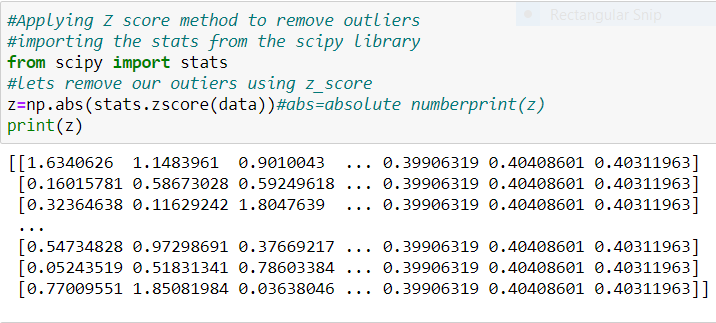 Rectangular Snip
#Applying Z score method to remove outliers
#importing the stats from the scipy library
from scipy import stats
#lets remove our outiers using z_score
z=np.abs(stats.zscore(data))#abs=absolute numberprint(z)
print(z)
[[1.6340626 1.1483961 0.9010043 ... 0.39906319 0.40408601 0.40311963]
[0.16015781 0.58673028 0.59249618 ... 0.39906319 0.40408601 0.40311963]
[0.32364638 0.11629242 1.8047639 ... 0.39906319 0.40408601 0.40311963]
...
[0.54734828 0.97298691 0.37669217 ... 0.39906319 0.40408601 0.40311963]
[0.05243519 0.51831341 0.78603384 ... 0.39906319 0.40408601 0.40311963]
[0.77009551 1.85081984 0.03638046 ... 0.39906319 0.40408601 0.40311963]]